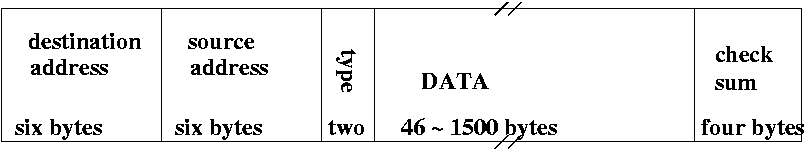 destination
address
six bytes
source
address
six bytes
type
two
DATA
46 ~ 1500 bytes
check
sum
four bytes